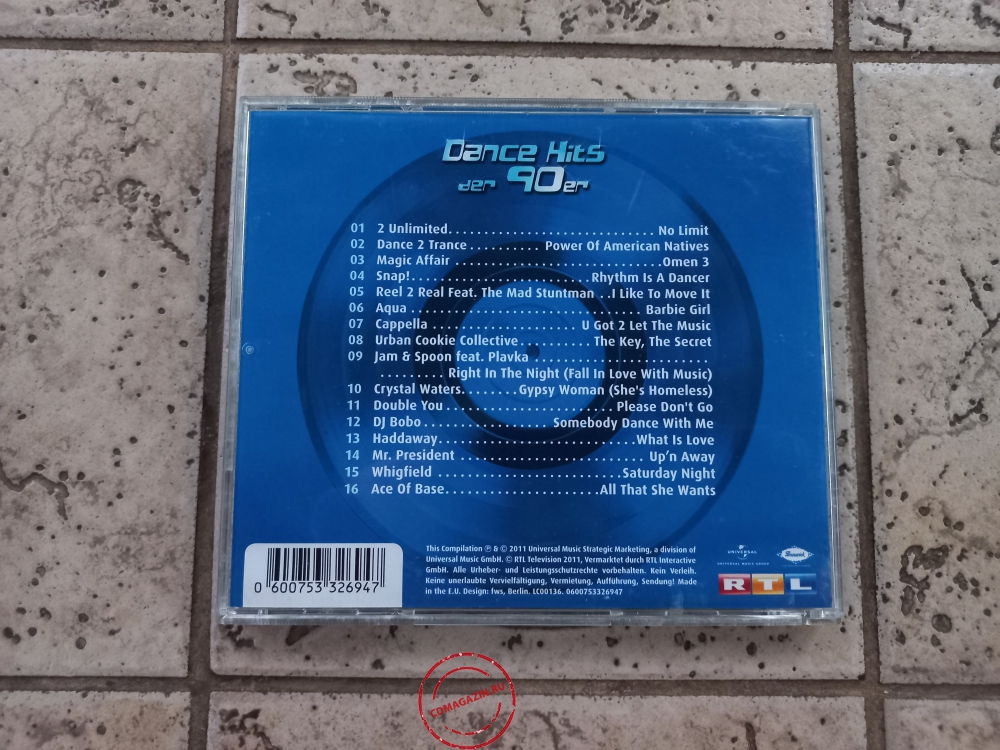 Dance Hits
der 90er
01 2 Unlimited............................ No Limit
02 Dance 2 Trance .......... Power Of American Natives
03 Magic Affair .............................Omen 3
04 Snap!.........................Rhythm Is A Dancer
05 Reel 2 Real Feat. The Mad Stuntman ..I Like To Move It
06 Aqua ................................ Barbie Girl
07 Cappella .................... U Got 2 Let The Music
08 Urban Cookie Collective.......... The Key, The Secret
09 Jam & Spoon feat. Plavka ........................
......... Right In The Night (Fall In Love With Music)
10 Crystal Waters.......Gypsy Woman (She's Homeless)
11 Double You ....................... Please Don't Go
12 DJ Bobo................. Somebody Dance With Me
13 Haddaway...........................What Is Love
14 Mr. President ......................... Up'n Away
15 Whigfield .........................Saturday Night
16 Ace Of Base.....................All That She Wants
This Compilation ℗ & © 2011 Universal Music Strategic Marketing, a division of
Universal Music GmbH. © RTL Television 2011, Vermarktet durch RTL Interactive
GmbH. Alle Urheber- und Leistungsschutzrechte vorbehalten. Kein Verleih.
Keine unerlaubte Vervielfältigung, Vermietung, Aufführung, Sendung! Made
in the E.U. Design: fws, Berlin. LC00136. 0600753326947
0 600753 326947
UNIVERSAL
UNIVERSAL MUSIC GROUP
RTL
CDMAGAZIN.RU